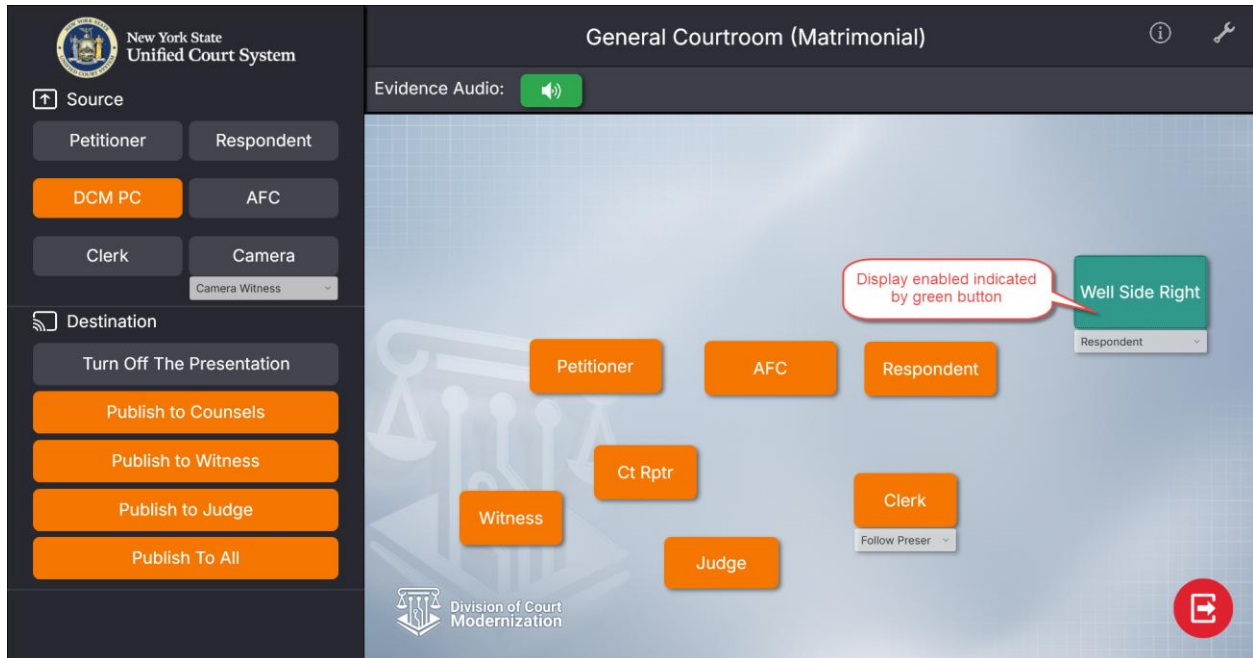 New York State
Unified Court System
General Courtroom (Matrimonial)
Source
Evidence Audio:
Petitioner
Respondent
DCM PC
AFC
Clerk
Camera
Camera Witness
Destination
Turn Off The Presentation
Publish to Counsels
Publish to Witness
Publish to Judge
Publish To All
Display enabled indicated
by green button
Well Side Right
Respondent
Petitioner
AFC
Respondent
Ct Rptr
Witness
Clerk
Follow Preser
Judge
Division of Court
Modernization